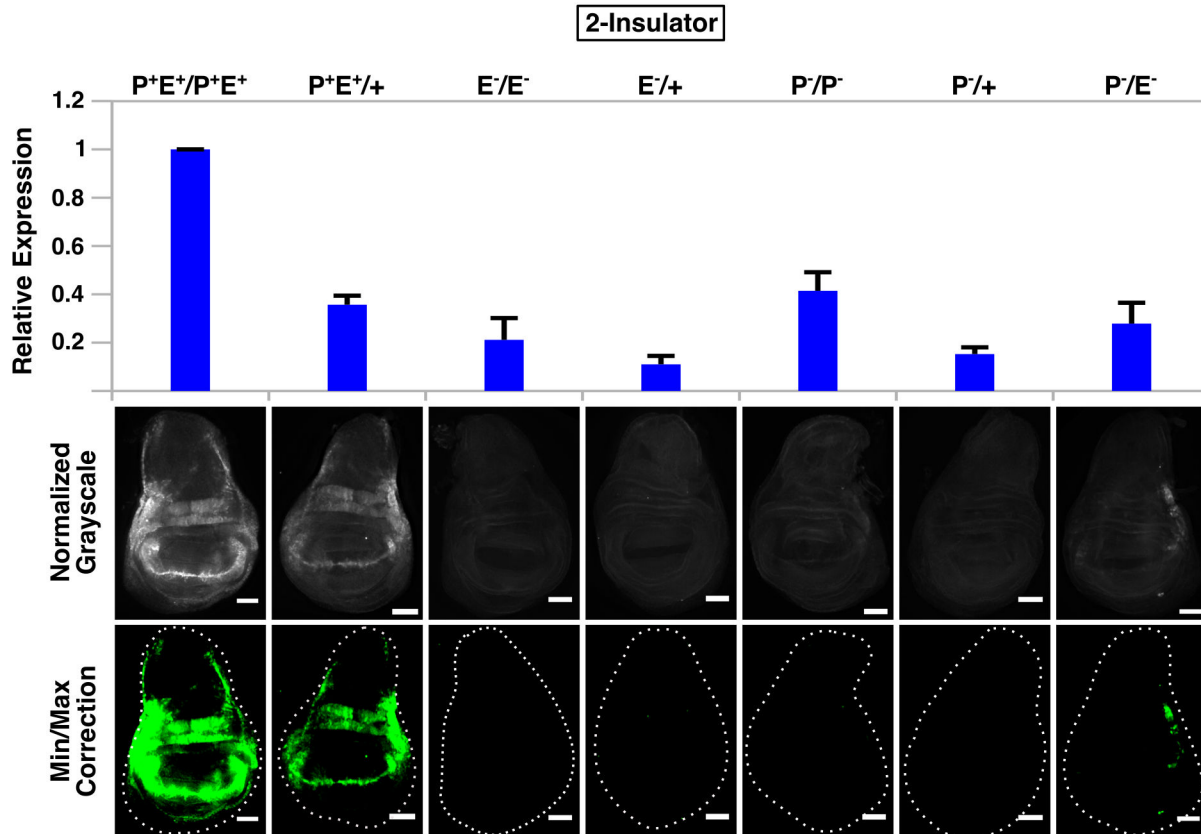 2-Insulator
P⁺E⁺/P⁺E⁺ P⁺E⁺/+ E⁻/E⁻ E⁻/+ P⁻/P⁻ P⁻/+ P⁻/E⁻
Relative Expression
1.2
1
0.8
0.6
0.4
0.2
Normalized
Grayscale
Min/Max
Correction